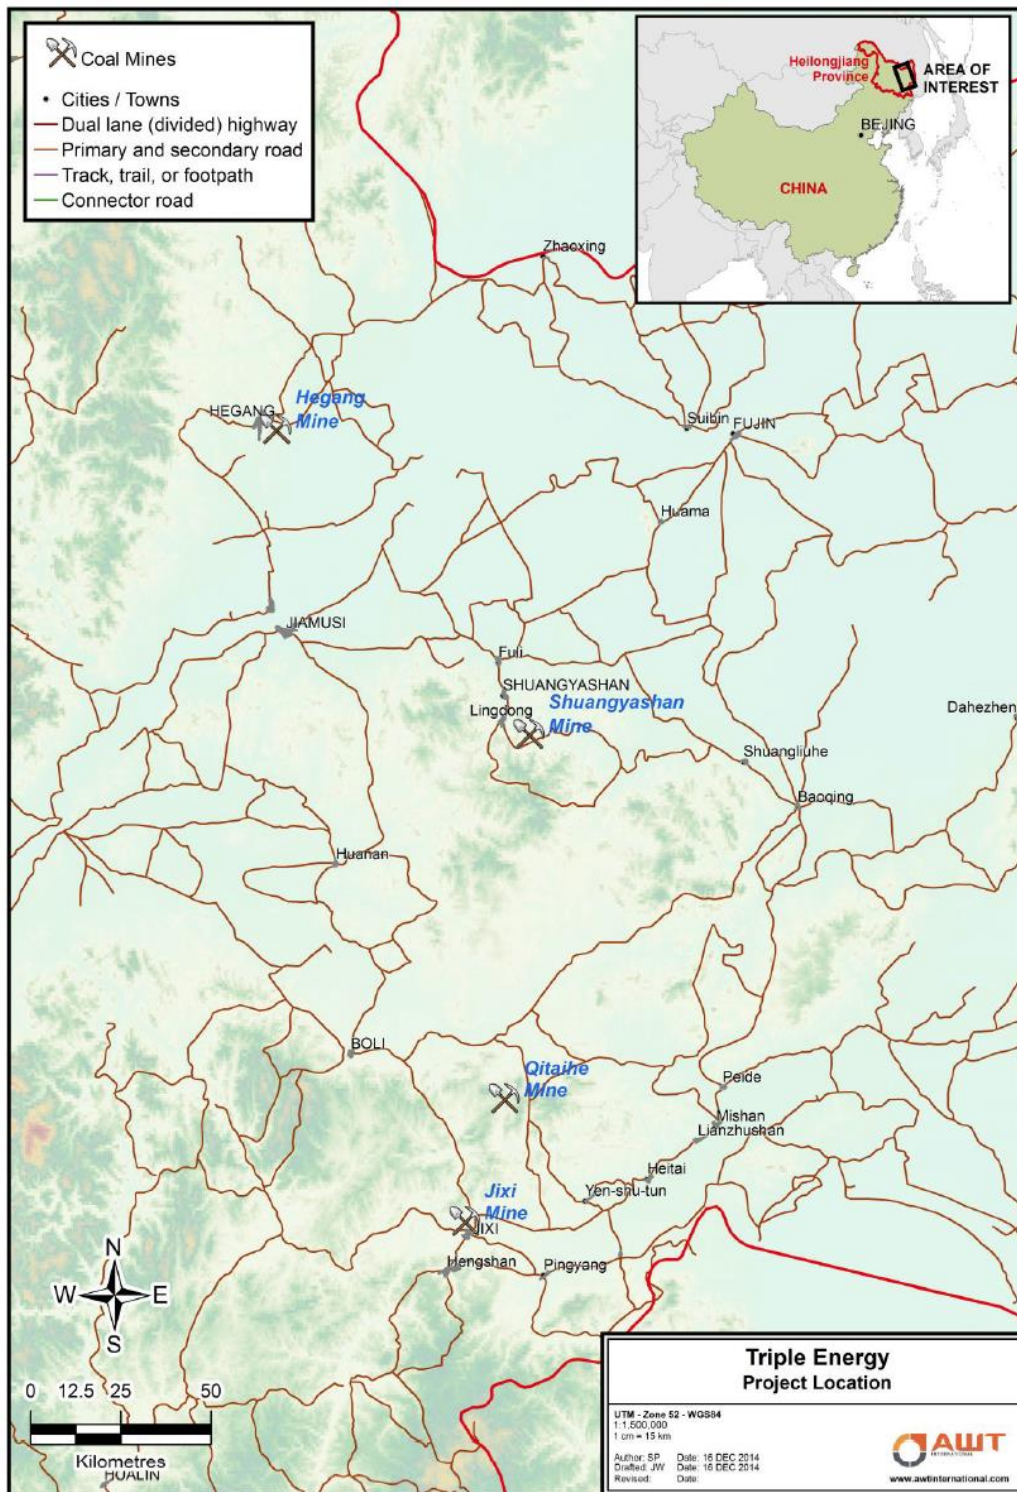 Coal Mines
Cities / Towns
Dual lane (divided) highway
Primary and secondary road
Track, trail, or footpath
Connector road
Heilongjiang
Province
AREA OF
INTEREST
BEJING
CHINA
Zhaoxing
HEGANG
Hegang
Mine
Suibin
FUJIN
Huama
JIAMUSI
Fuli
SHUANGYASHAN
Lingdong
Shuangyashan
Mine
Dahezhen
Shuangliuhe
Baoqing
Huanan
BOLI
Qitaihe
Mine
Peide
Mishan
Lianzhushan
Heitai
Yen-shu-tun
Jixi
Mine
JIXI
Hengshan
Pingyang
N
W E
S
0 12.5 25 50
Kilometres
HUALIN
Triple Energy
Project Location
UTM - Zone 52 - WGS84
1:1,500,000
1 cm = 15 km
Author: SP Date: 16 DEC 2014
Drafted: JW Date: 16 DEC 2014
Revised: Date:
AWT
INTERNATIONAL
www.awtinternational.com